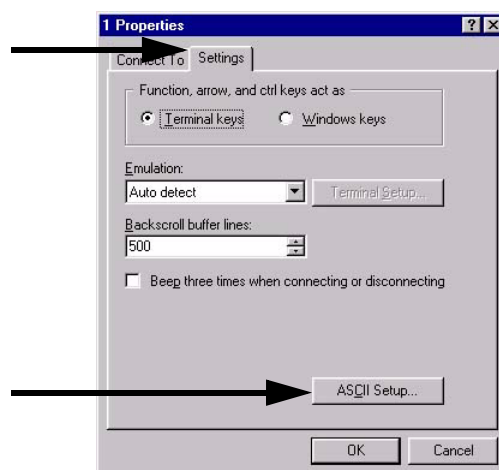 1 Properties
Connect To Settings
Function, arrow, and ctrl keys act as
Terminal keys Windows keys
Emulation:
Auto detect Terminal Setup...
Backscroll buffer lines:
500
Beep three times when connecting or disconnecting
ASCII Setup...
OK Cancel